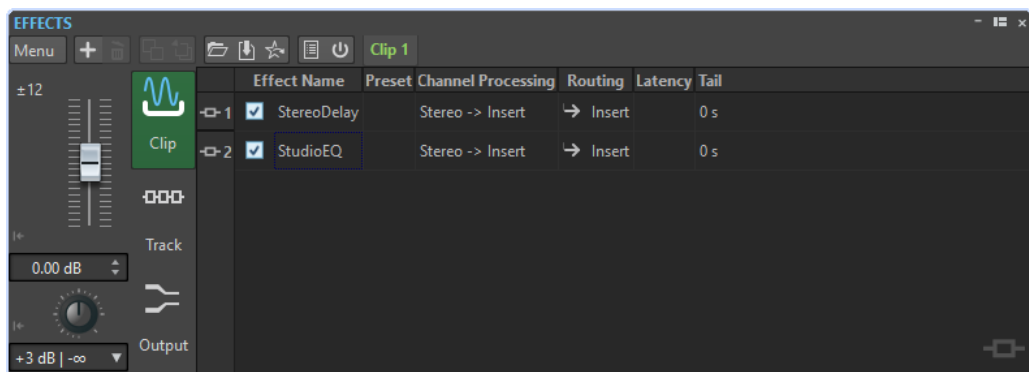 EFFECTS
Menu Clip 1
±12
Effect Name Preset Channel Processing Routing Latency Tail
1 StereoDelay Stereo -> Insert Insert 0 s
Clip
2 StudioEQ Stereo -> Insert Insert 0 s
Track
0.00 dB
Output
+3 dB | -∞